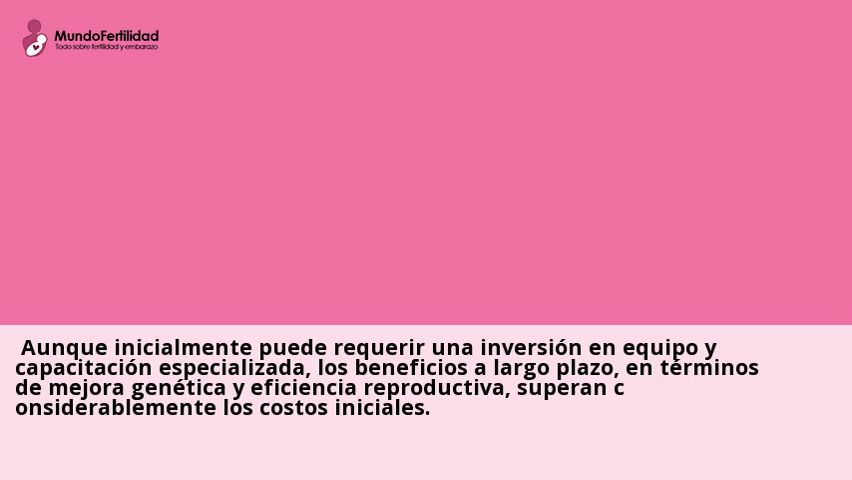 MundoFertilidad
Todo sobre fertilidad y embarazo
Aunque inicialmente puede requerir una inversión en equipo y
capacitación especializada, los beneficios a largo plazo, en términos
de mejora genética y eficiencia reproductiva, superan c
onsiderablemente los costos iniciales.